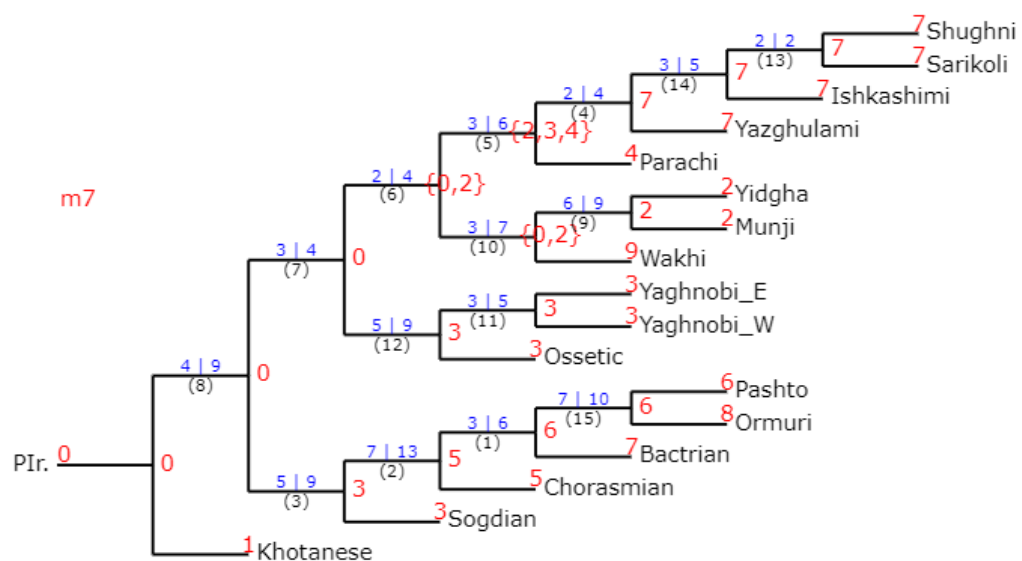 7 Shughni
2 | 2
(13)
7
7 Sarikoli
3 | 5
(14)
7
7 Ishkashimi
2 | 4
(4)
7
7 Yazghulami
3 | 6
(5)
{2,3,4}
4 Parachi
2 | 4
(6)
{0,2}
2 Yidgha
6 | 9
(9)
2
2 Munji
3 | 7
(10)
{0,2}
9 Wakhi
m7
3 | 4
(7)
0
3 Yaghnobi_E
3 | 5
(11)
3
3 Yaghnobi_W
5 | 9
(12)
3
3 Ossetic
4 | 9
(8)
0
6 Pashto
7 | 10
(15)
6
8 Ormuri
3 | 6
(1)
6
7 Bactrian
7 | 13
(2)
5
5 Chorasmian
5 | 9
(3)
3
3 Sogdian
PIr. 0
0
1 Khotanese